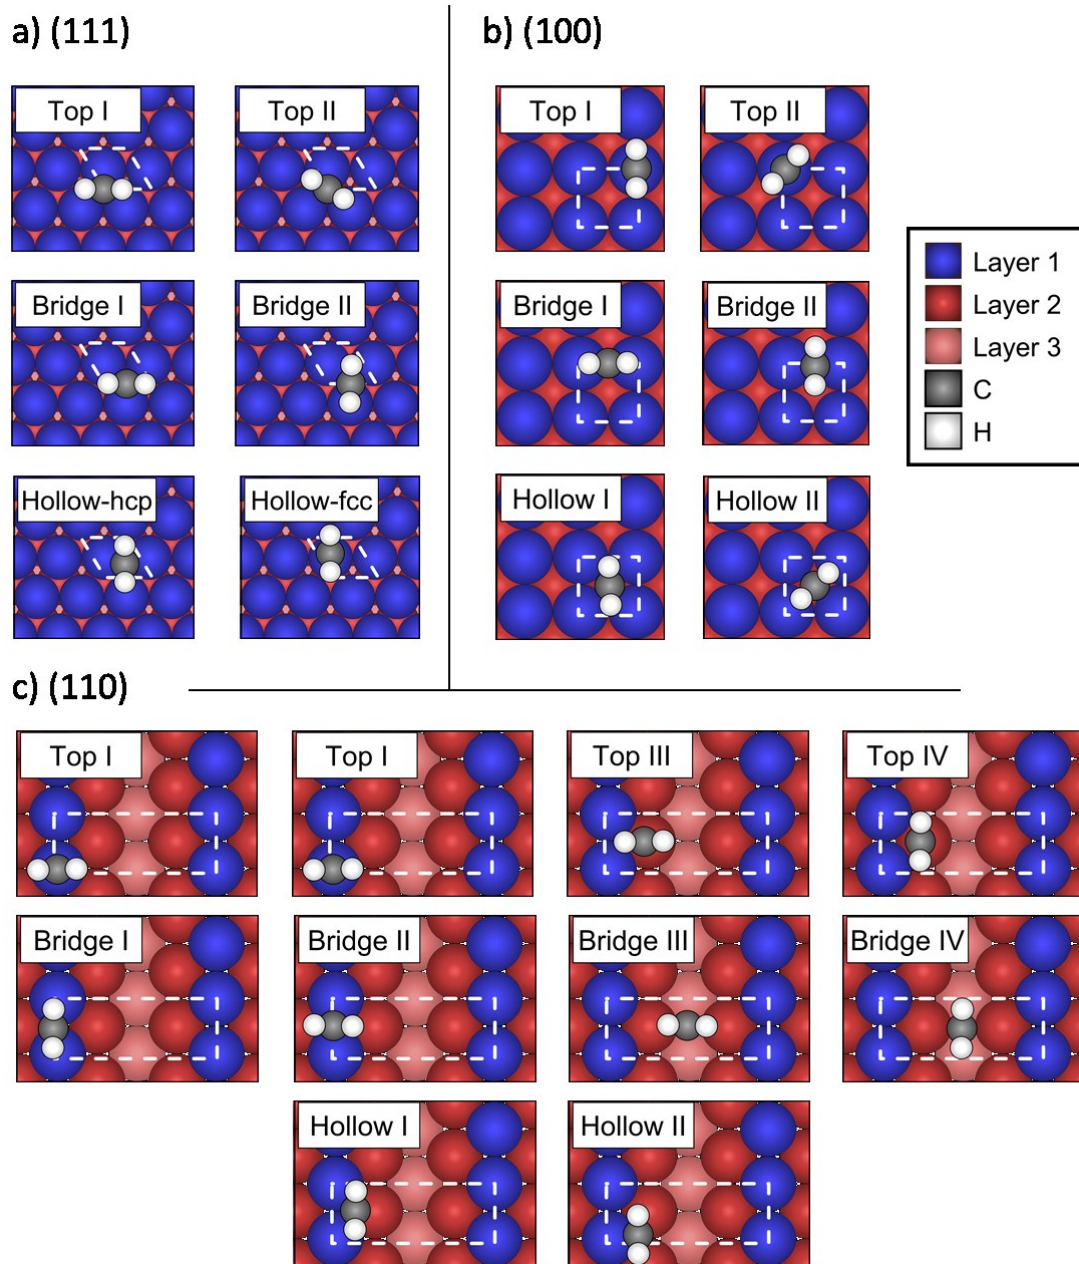 a) (111)
Top I
Top II
Bridge I
Bridge II
Hollow-hcp
Hollow-fcc
b) (100)
Top I
Top II
Bridge I
Bridge II
Hollow I
Hollow II
Layer 1
Layer 2
Layer 3
C
H
c) (110)
Top I
Top I
Top III
Top IV
Bridge I
Bridge II
Bridge III
Bridge IV
Hollow I
Hollow II